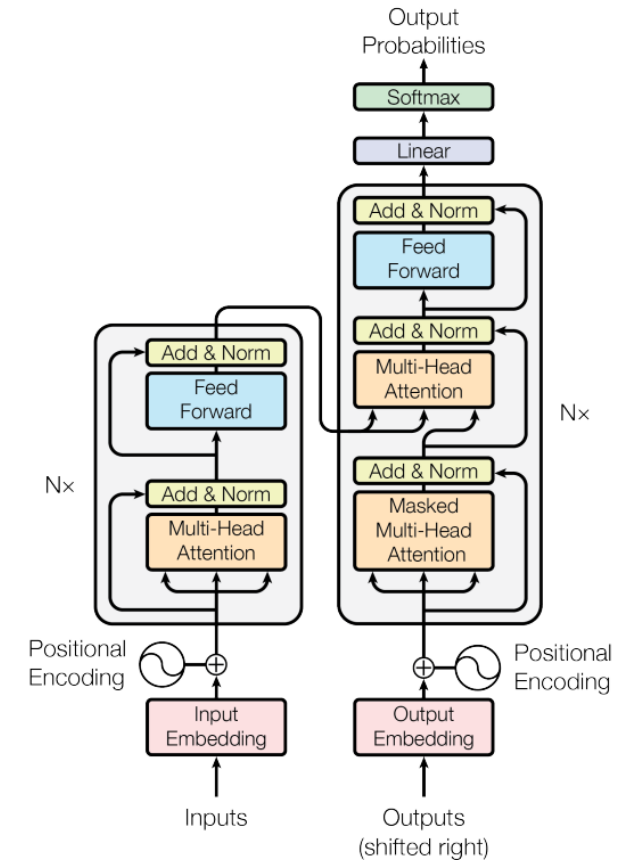 Output
Probabilities
Softmax
Linear
Add & Norm
Feed
Forward
Add & Norm
Multi-Head
Attention
Add & Norm
Masked
Multi-Head
Attention
N×
Add & Norm
Feed
Forward
Add & Norm
Multi-Head
Attention
N×
Positional
Encoding
Positional
Encoding
Input
Embedding
Output
Embedding
Inputs
Outputs
(shifted right)